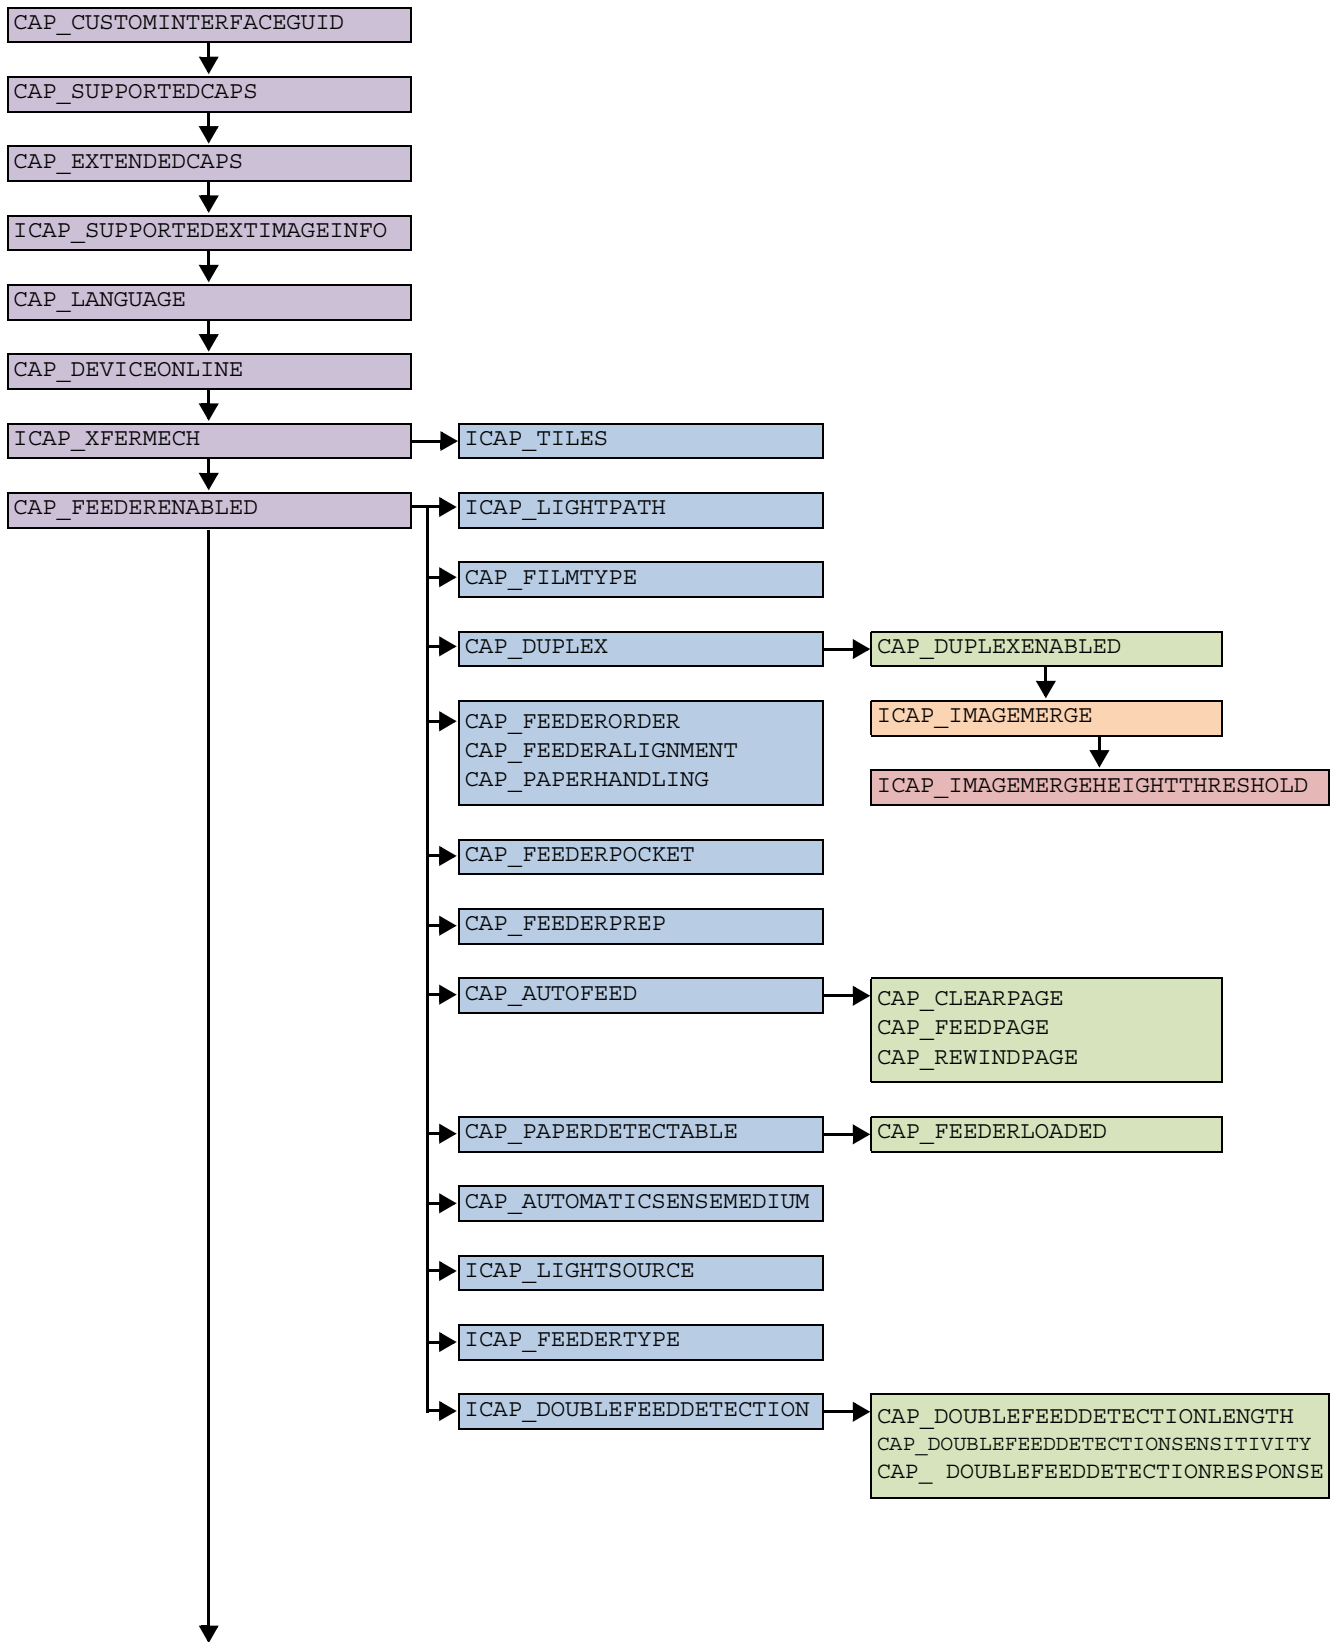 CAP_CUSTOMINTERFACEGUID
CAP_SUPPORTEDCAPS
CAP_EXTENDEDCAPS
ICAP_SUPPORTEDEXTIMAGEINFO
CAP_LANGUAGE
CAP_DEVICEONLINE
ICAP_XFERMECH
ICAP_TILES
CAP_FEEDERENABLED
ICAP_LIGHTPATH
CAP_FILMTYPE
CAP_DUPLEX
CAP_DUPLEXENABLED
ICAP_IMAGEMERGE
ICAP_IMAGEMERGEHEIGHTTHRESHOLD
CAP_FEEDERORDER
CAP_FEEDERALIGNMENT
CAP_PAPERHANDLING
CAP_FEEDERPOCKET
CAP_FEEDERPREP
CAP_AUTOFEED
CAP_CLEARPAGE
CAP_FEEDPAGE
CAP_REWINDPAGE
CAP_PAPERDETECTABLE
CAP_FEEDERLOADED
CAP_AUTOMATICSENSEMEDIUM
ICAP_LIGHTSOURCE
ICAP_FEEDERTYPE
ICAP_DOUBLEFEEDDETECTION
CAP_DOUBLEFEEDDETECTIONLENGTH
CAP_DOUBLEFEEDDETECTIONSENSITIVITY
CAP_ DOUBLEFEEDDETECTIONRESPONSE